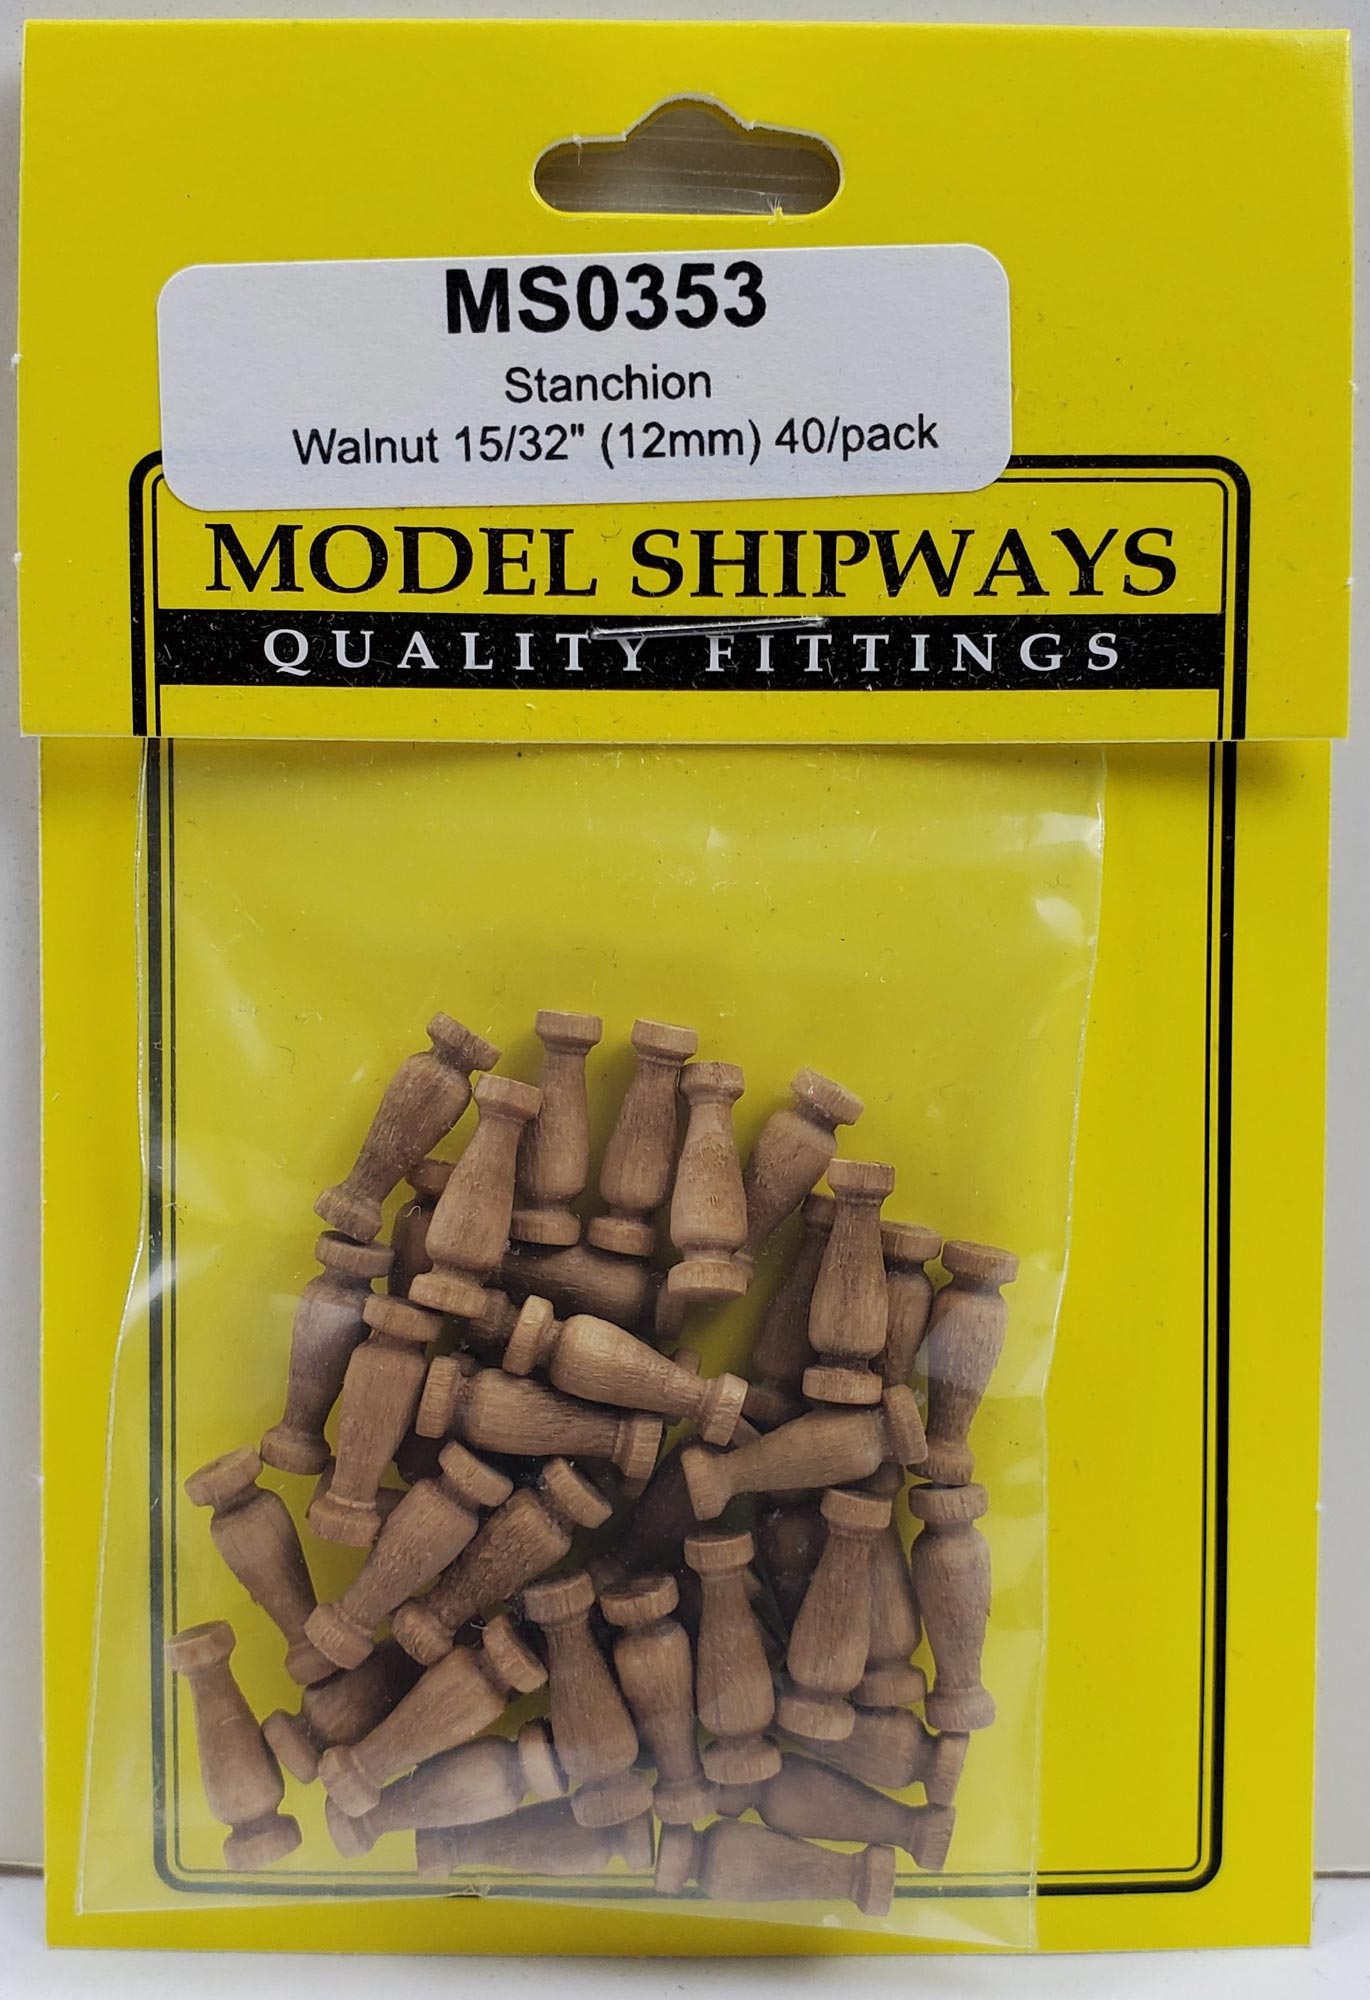 MS0353
Stanchion
Walnut 15/32" (12mm) 40/pack
MODEL SHIPWAYS
QUALITY FITTINGS